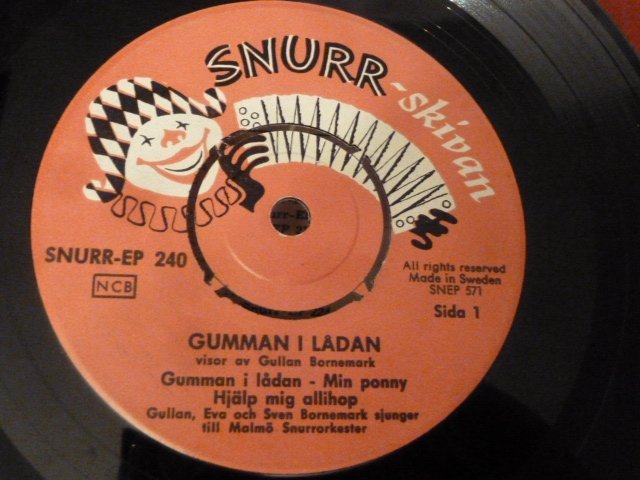 SNURR-skivan
SNURR-EP 240
NCB
All rights reserved
Made in Sweden
SNEP 571
Sida 1
GUMMAN I LÅDAN
visor av Gullan Bornemark
Gumman i lådan - Min ponny
Hjälp mig allihop
Gullan, Eva och Sven Bornemark sjunger
till Malmö Snurrorkester